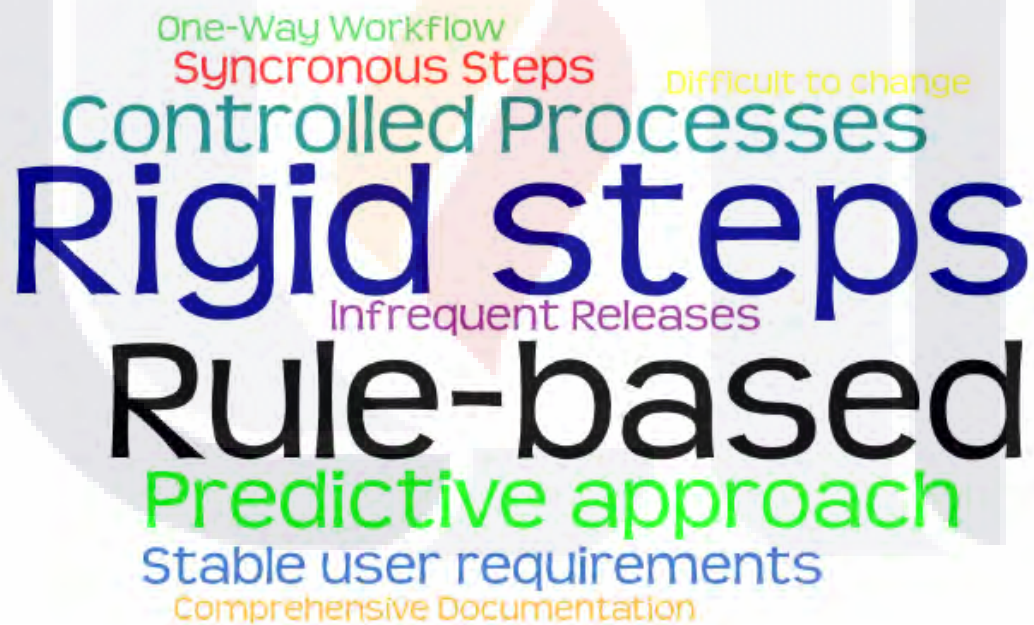 One-Way Workflow
Syncronous Steps
Difficult to change
Controlled Processes
Rigid steps
Infrequent Releases
Rule-based
Predictive approach
Stable user requirements
Comprehensive Documentation